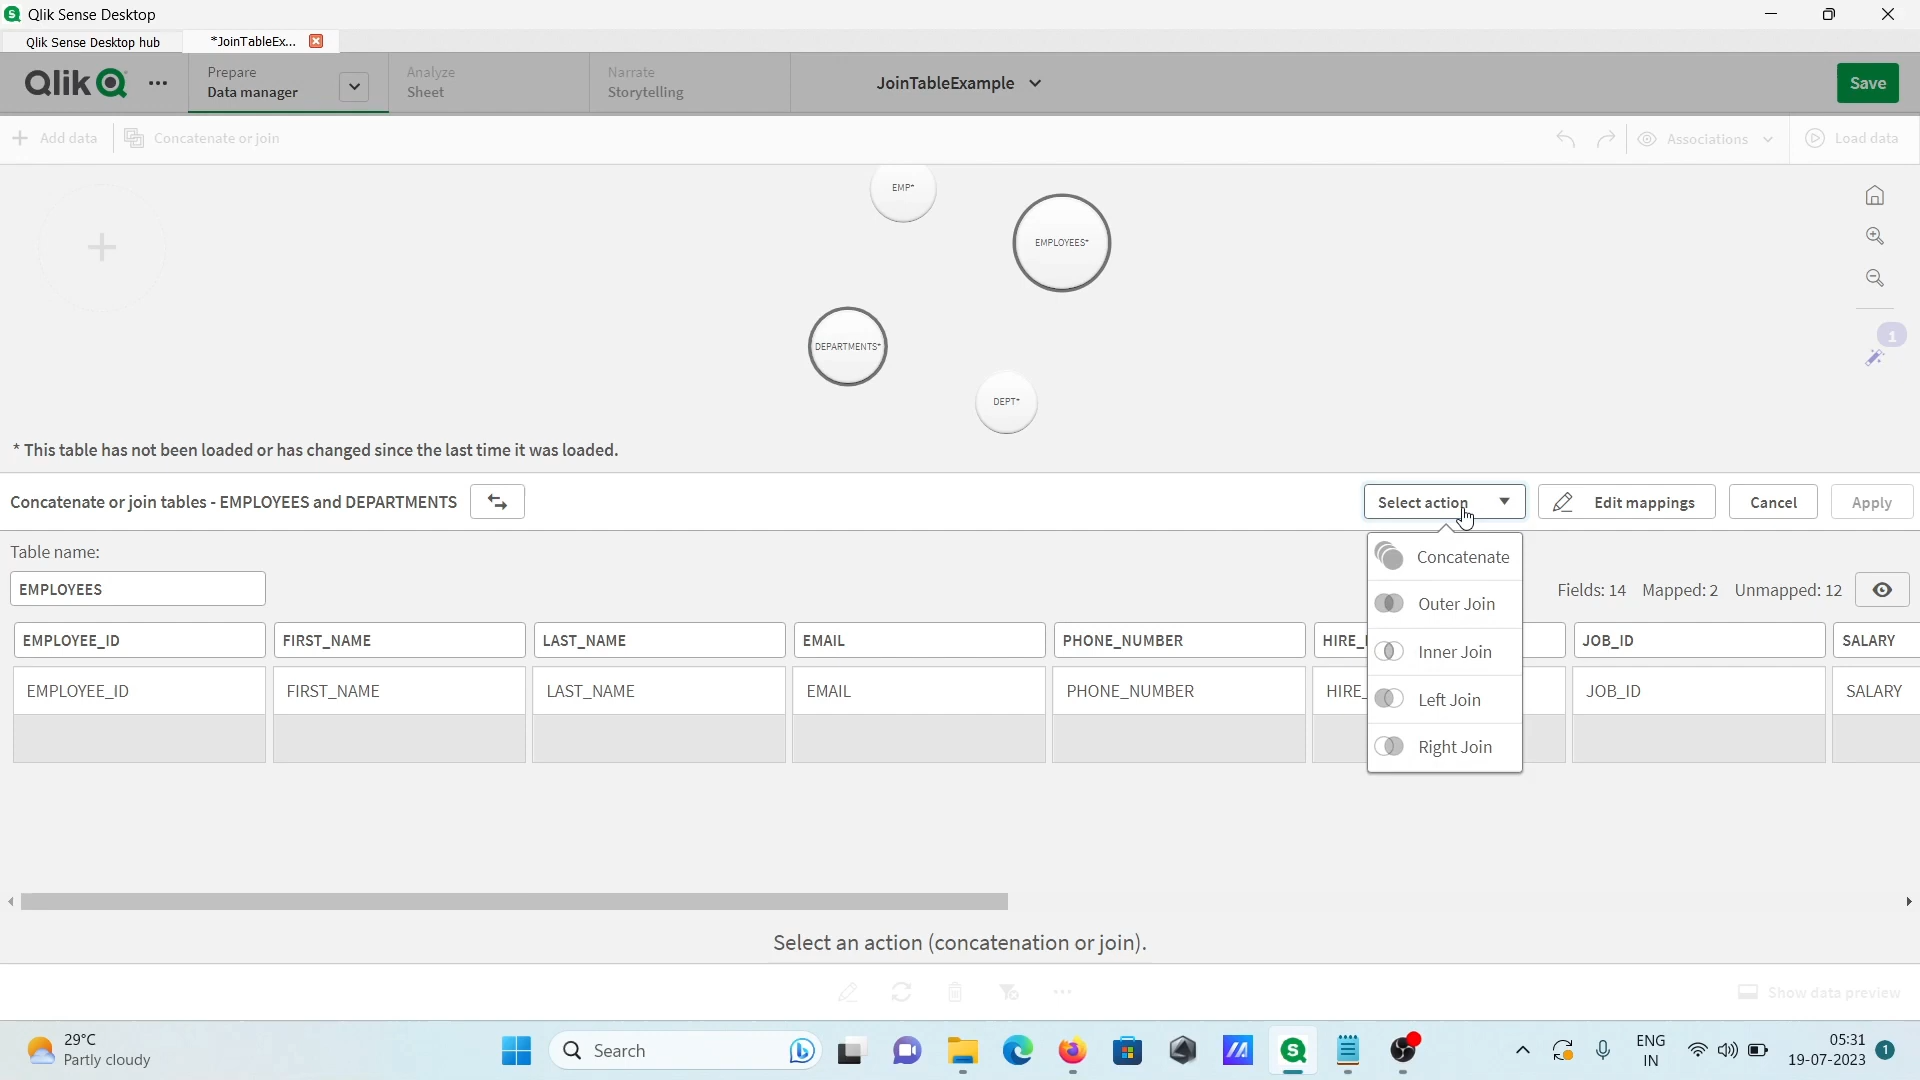 Qlik Sense Desktop
Qlik Sense Desktop hub
*JoinTableEx...
Qlik
Prepare
Data manager
Analyze
Sheet
Narrate
Storytelling
JoinTableExample
Save
Add data
Concatenate or join
Associations
Load data
EMP*
EMPLOYEES*
DEPARTMENTS*
DEPT*
1
* This table has not been loaded or has changed since the last time it was loaded.
Concatenate or join tables - EMPLOYEES and DEPARTMENTS
Select action
Edit mappings
Cancel
Apply
Concatenate
Outer Join
Inner Join
Left Join
Right Join
Table name:
EMPLOYEES
Fields: 14 Mapped: 2 Unmapped: 12
EMPLOYEE_ID FIRST_NAME LAST_NAME EMAIL PHONE_NUMBER HIRE_ JOB_ID SALARY
EMPLOYEE_ID FIRST_NAME LAST_NAME EMAIL PHONE_NUMBER HIRE_ JOB_ID SALARY
Select an action (concatenation or join).
Show data preview
29°C
Partly cloudy
Search
ENG
IN
05:31
19-07-2023
1